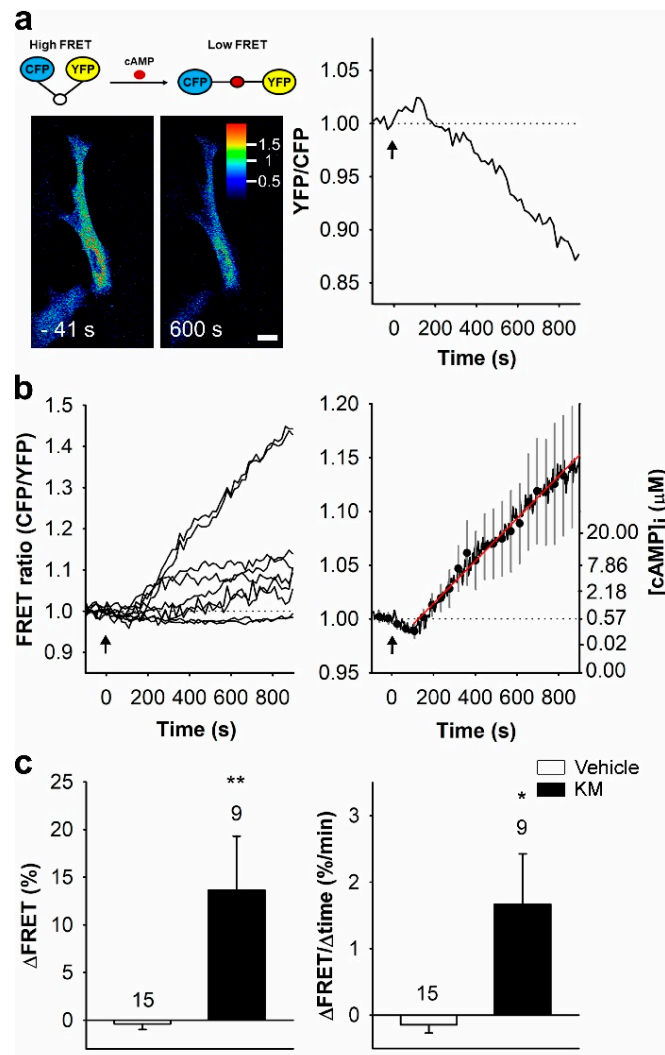 a
High FRET
Low FRET
cAMP
CFP
YFP
CFP
YFP
1.5
1
0.5
- 41 s
600 s
1.05
1.00
0.95
0.90
0.85
YFP/CFP
0 200 400 600 800
Time (s)
b
1.5
1.4
1.3
1.2
1.1
1.0
0.9
FRET ratio (CFP/YFP)
0 200 400 600 800
Time (s)
1.20
1.15
1.10
1.05
1.00
0.95
20.00
7.86
2.18
0.57
0.02
0.00
[cAMP]i (μM)
0 200 400 600 800
Time (s)
c
25
20
15
10
5
0
ΔFRET (%)
15
**
9
Vehicle
KM
3
2
1
0
ΔFRET/Δtime (%/min)
15
*
9